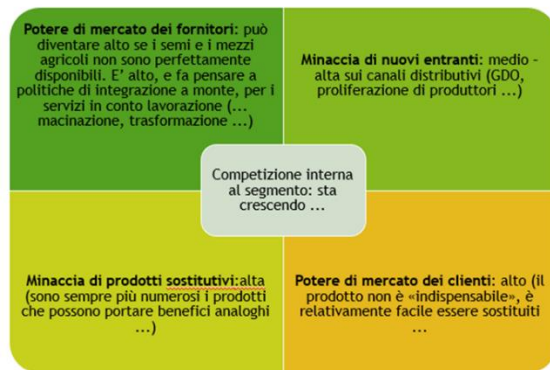 Potere di mercato dei fornitori: può
diventare alto se i semi e i mezzi
agricoli non sono perfettamente
disponibili. E' alto, e fa pensare a
politiche di integrazione a monte, per i
servizi in conto lavorazione (...
macinazione, trasformazione ...)
Minaccia di nuovi entranti: medio -
alta sui canali distributivi (GDO,
proliferazione di produttori ...)
Competizione interna
al segmento: sta
crescendo ...
Minaccia di prodotti sostitutivi:alta
(sono sempre più numerosi i prodotti
che possono portare benefici analoghi
...)
Potere di mercato dei clienti: alto (il
prodotto non è «indispensabile», è
relativamente facile essere sostituiti
...